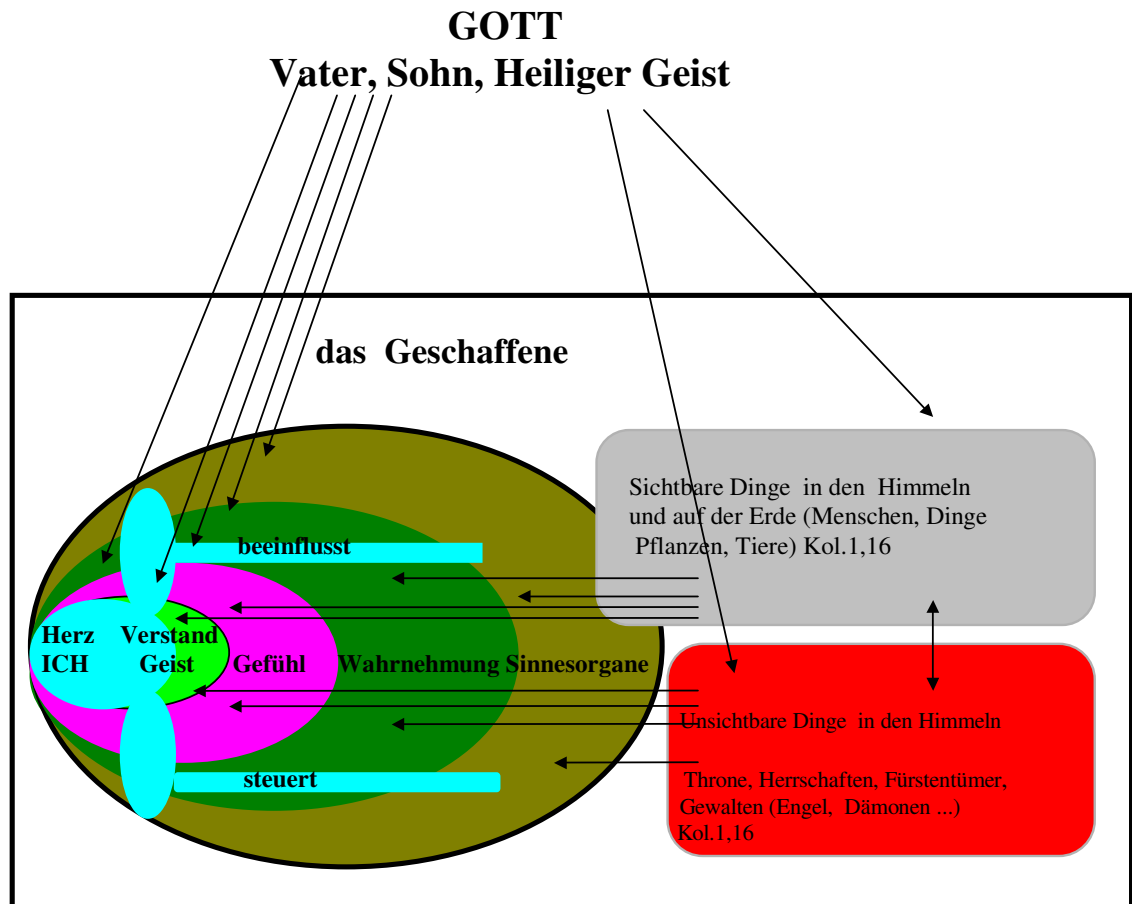 GOTT
Vater, Sohn, Heiliger Geist
das Geschaffene
Sichtbare Dinge in den Himmeln
und auf der Erde (Menschen, Dinge
Pflanzen, Tiere) Kol.1,16
beeinflusst
Herz Verstand
ICH Geist Gefühl Wahrnehmung Sinnesorgane
Unsichtbare Dinge in den Himmeln
Throne, Herrschaften, Fürstentümer,
Gewalten (Engel, Dämonen ...)
Kol.1,16
steuert